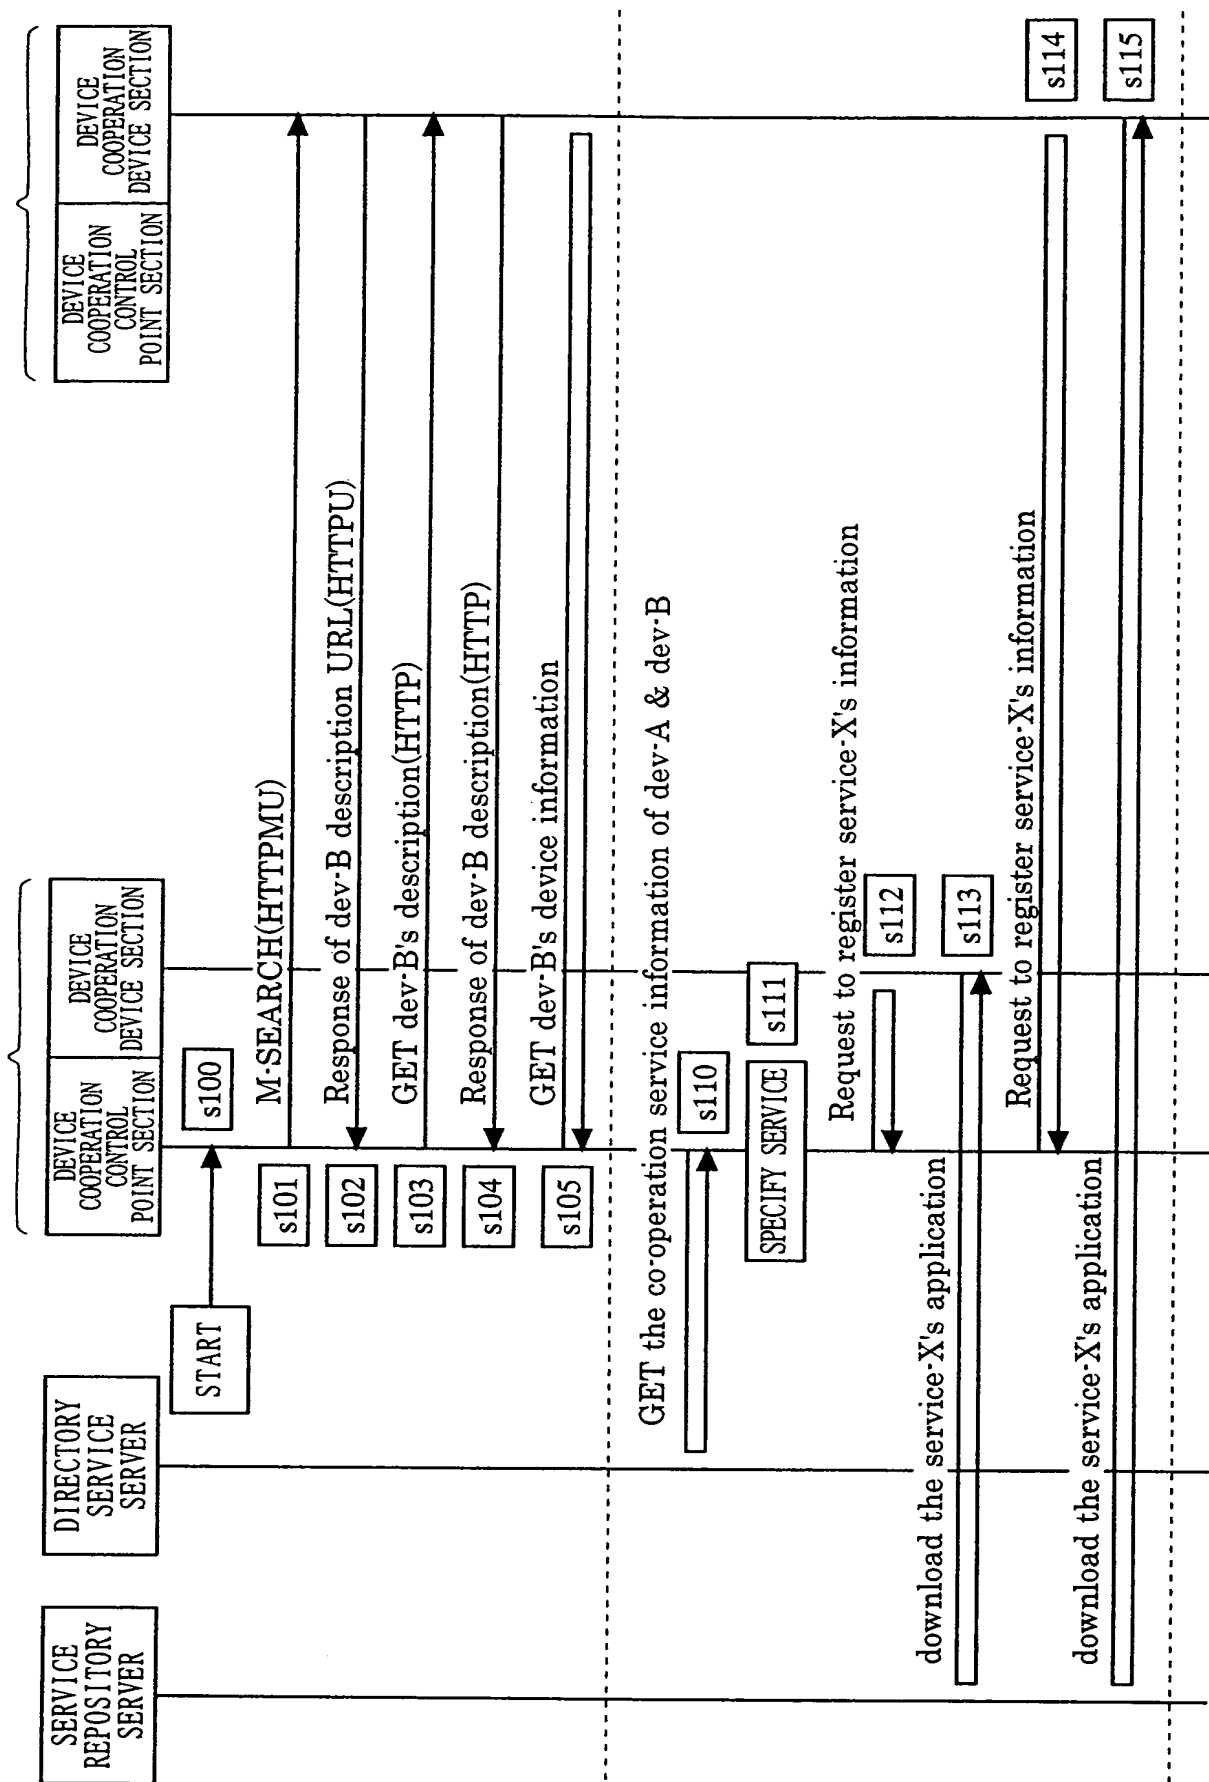 SERVICE
REPOSITORY
SERVER
DIRECTORY
SERVICE
SERVER
DEVICE
COOPERATION
CONTROL
POINT SECTION
DEVICE
COOPERATION
DEVICE SECTION
DEVICE
COOPERATION
CONTROL
POINT SECTION
DEVICE
COOPERATION
DEVICE SECTION
START
s100
M-SEARCH(HTTPMU)
s101
Response of dev-B description URL(HTTPU)
s102
GET dev-B's description(HTTP)
s103
Response of dev-B description(HTTP)
s104
GET dev-B's device information
s105
GET the co-operation service information of dev-A & dev-B
s110
SPECIFY SERVICE
s111
Request to register service-X's information
s112
download the service-X's application
s113
Request to register service-X's information
s114
download the service-X's application
s115